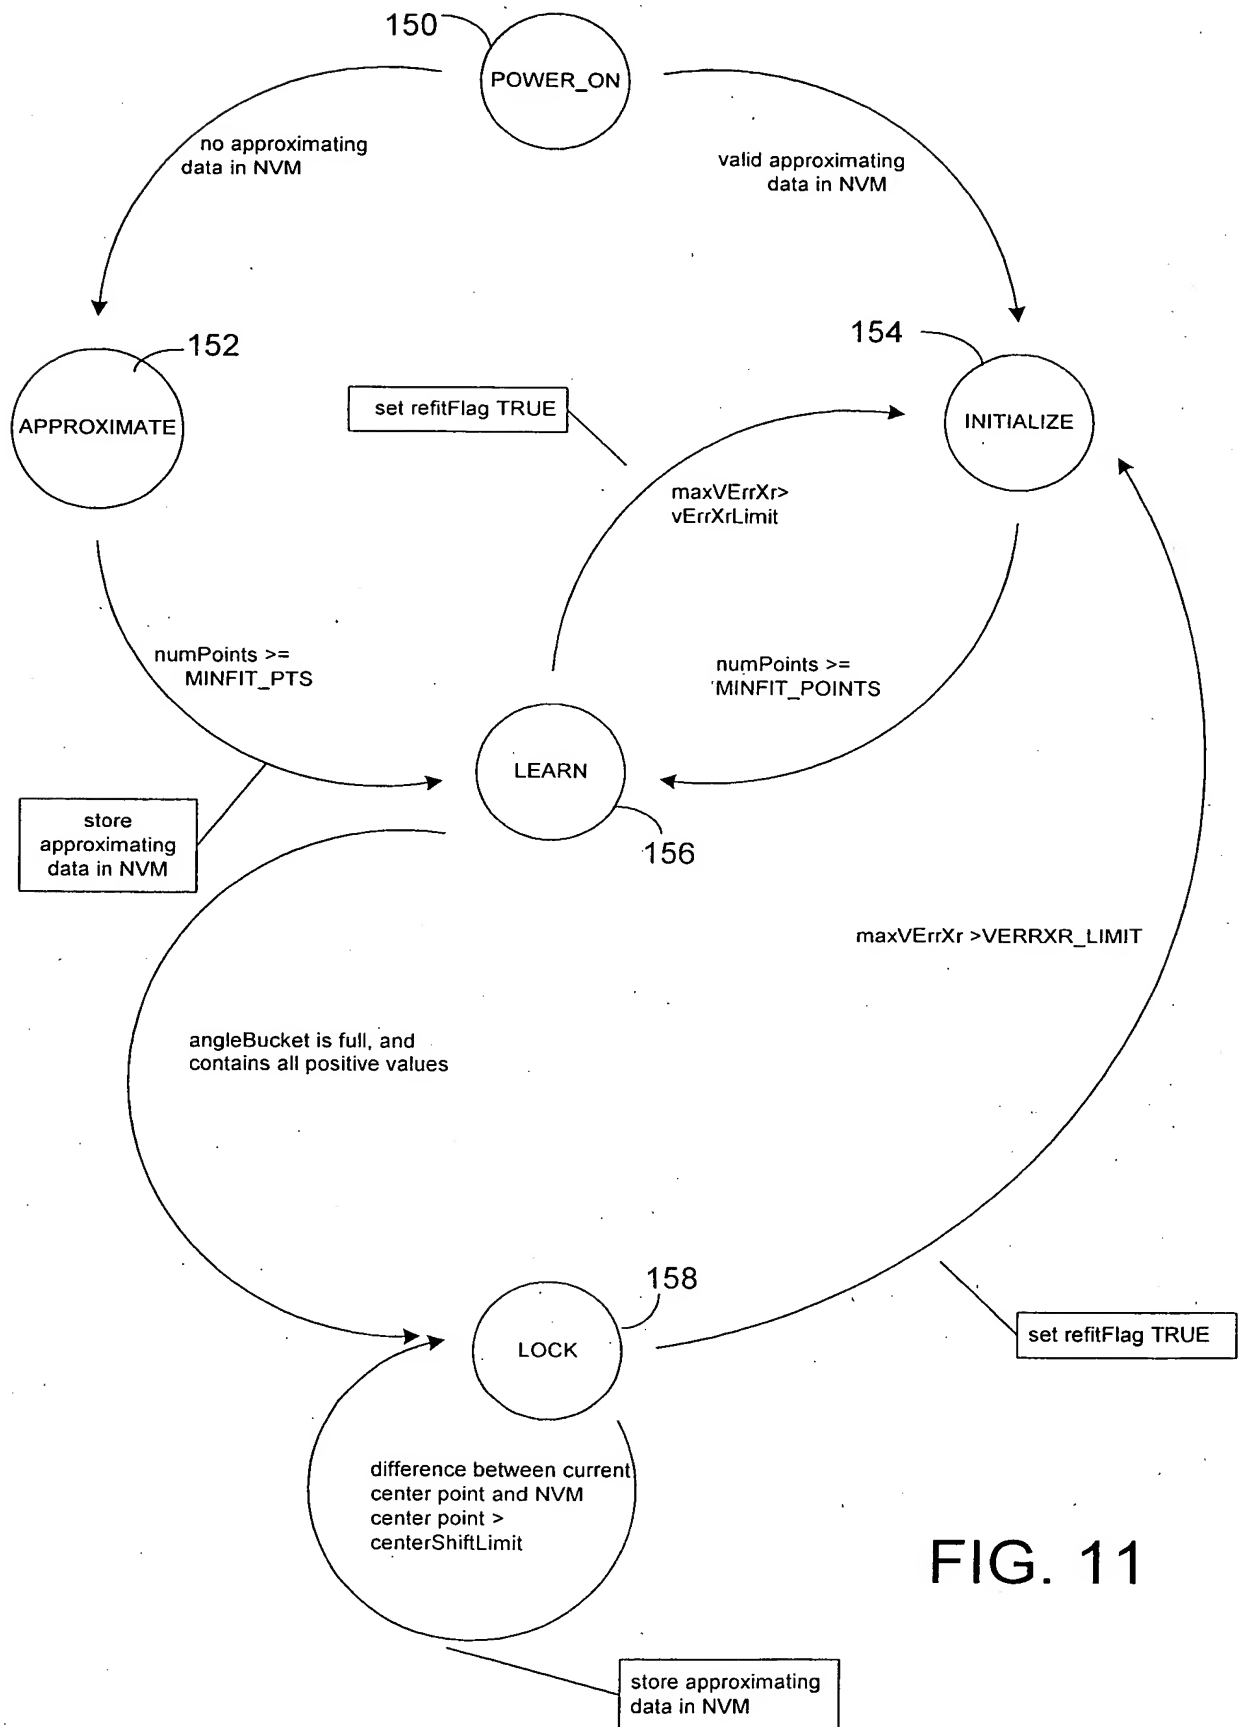 150
POWER_ON
no approximating
data in NVM
valid approximating
data in NVM
152
154
APPROXIMATE
set refitFlag TRUE
INITIALIZE
maxVErrXr>
vErrXrLimit
numPoints >=
MINFIT_PTS
numPoints >=
MINFIT_POINTS
LEARN
store
approximating
data in NVM
156
maxVErrXr >VERRXR_LIMIT
angleBucket is full, and
contains all positive values
158
LOCK
set refitFlag TRUE
difference between current
center point and NVM
center point >
centerShiftLimit
FIG. 11
store approximating
data in NVM